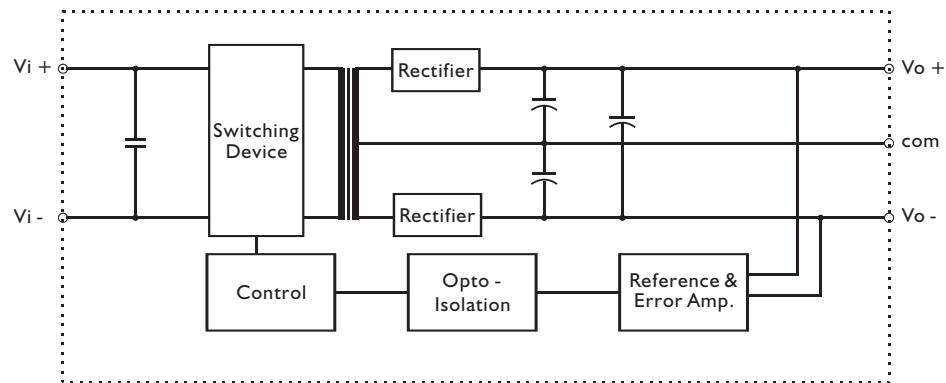 Vi +
Rectifier
Vo +
Switching
Device
com
Vi -
Rectifier
Vo -
Control
Opto -
Isolation
Reference &
Error Amp.